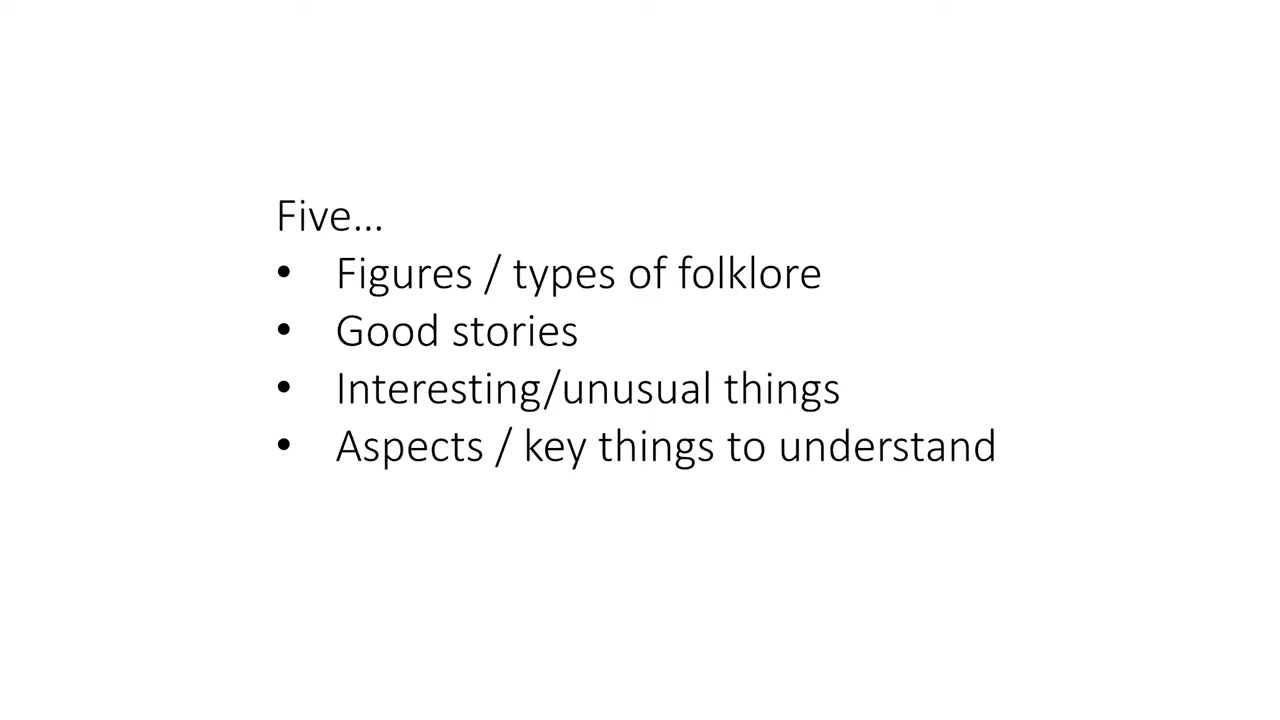 Five...
• Figures / types of folklore
• Good stories
• Interesting/unusual things
• Aspects / key things to understand